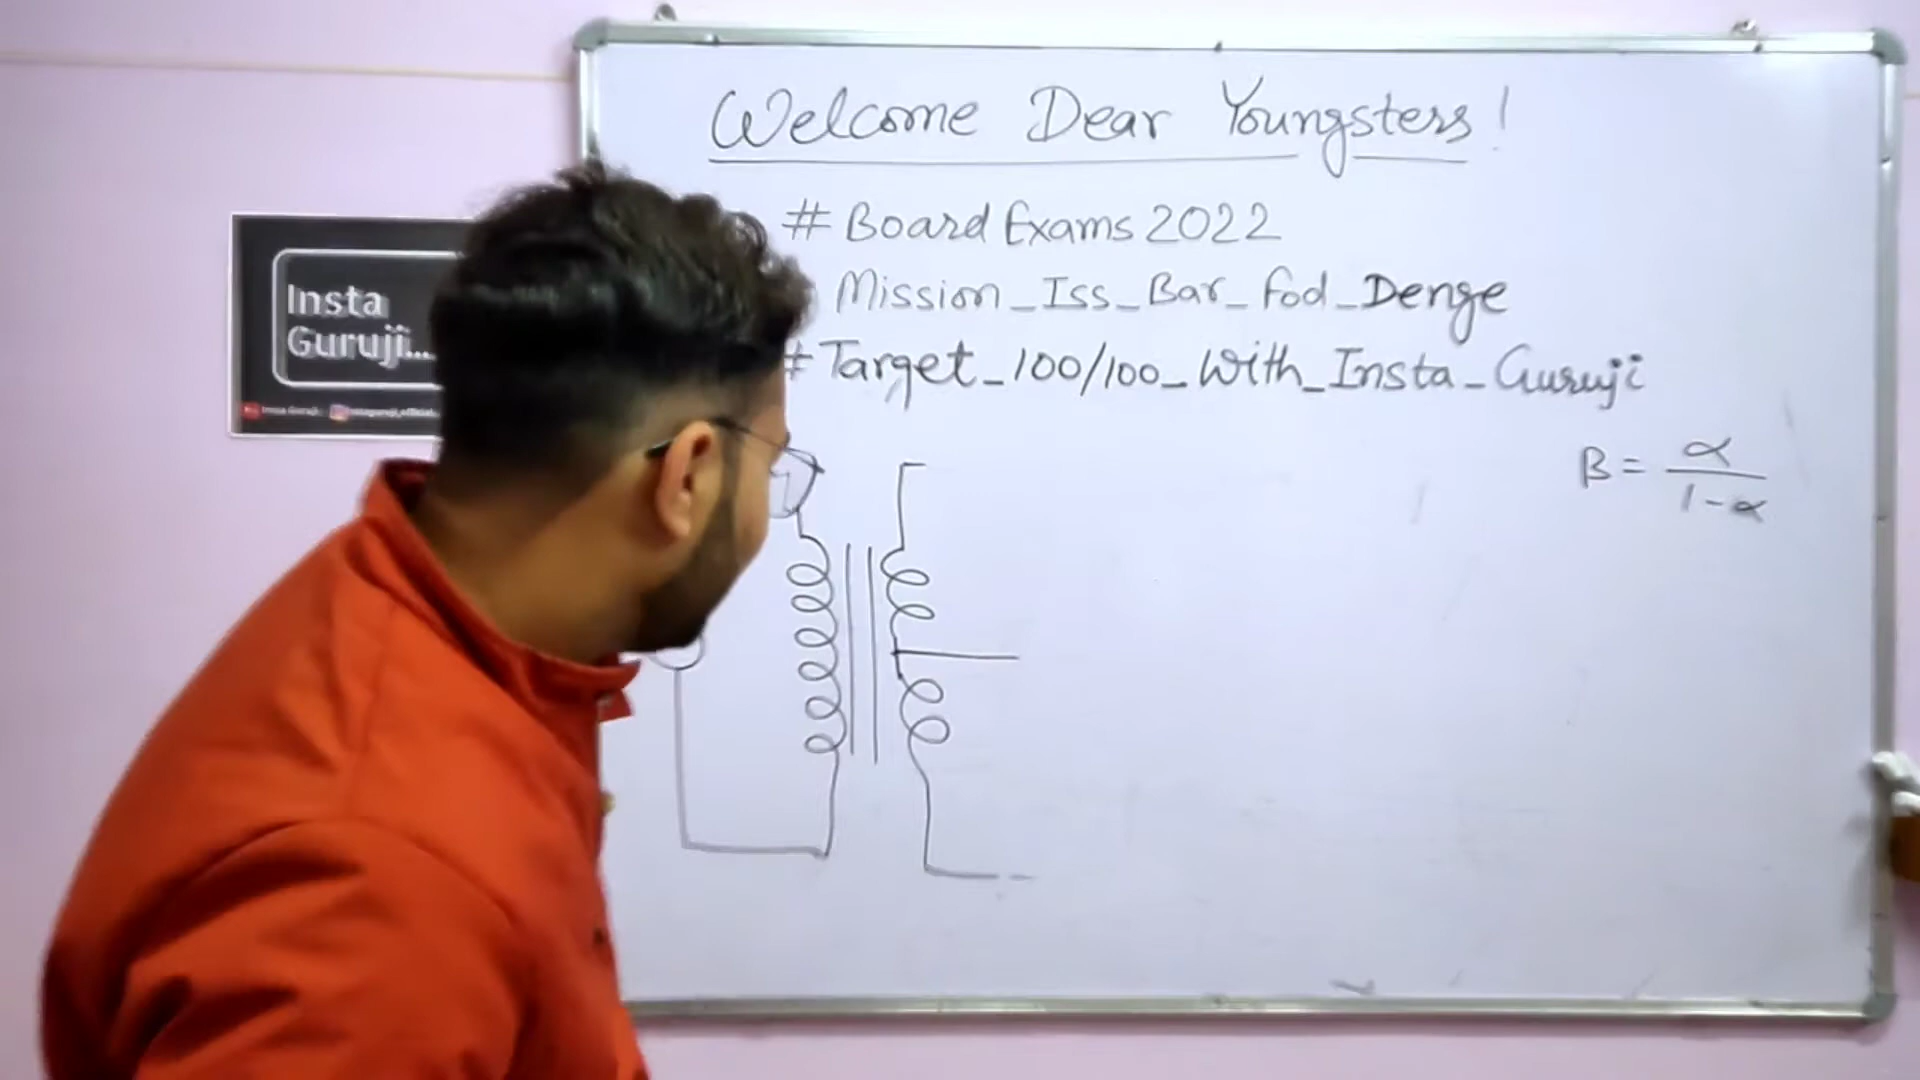 Welcome Dear Youngsters!
# Board Exams 2022
Mission_Iss_Bar_fod_Denge
#Target_100/100_With_Insta_Guruji
Insta
Guruji...
β = α
1-α